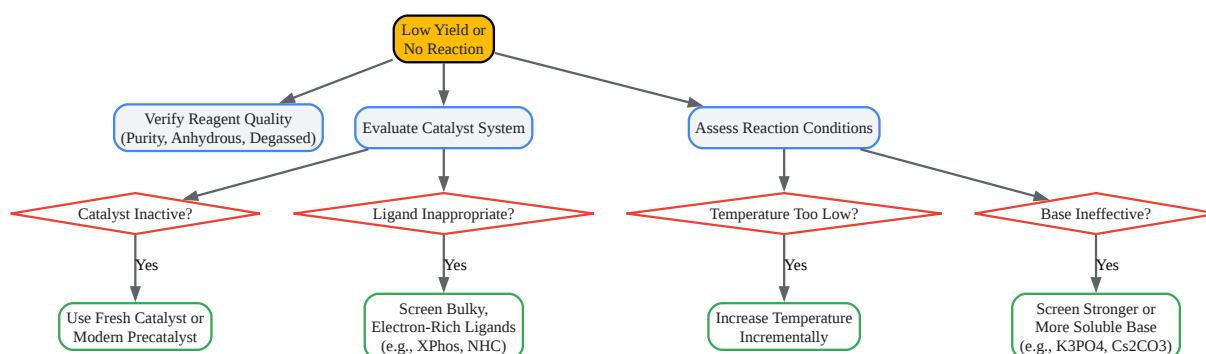 Low Yield or
No Reaction
Verify Reagent Quality
(Purity, Anhydrous, Degassed)
Evaluate Catalyst System
Assess Reaction Conditions
Catalyst Inactive?
Ligand Inappropriate?
Temperature Too Low?
Base Ineffective?
Yes
Yes
Yes
Yes
Use Fresh Catalyst or
Modern Precatalyst
Screen Bulky,
Electron-Rich Ligands
(e.g., XPhos, NHC)
Increase Temperature
Incrementally
Screen Stronger or
More Soluble Base
(e.g., K3PO4, Cs2CO3)